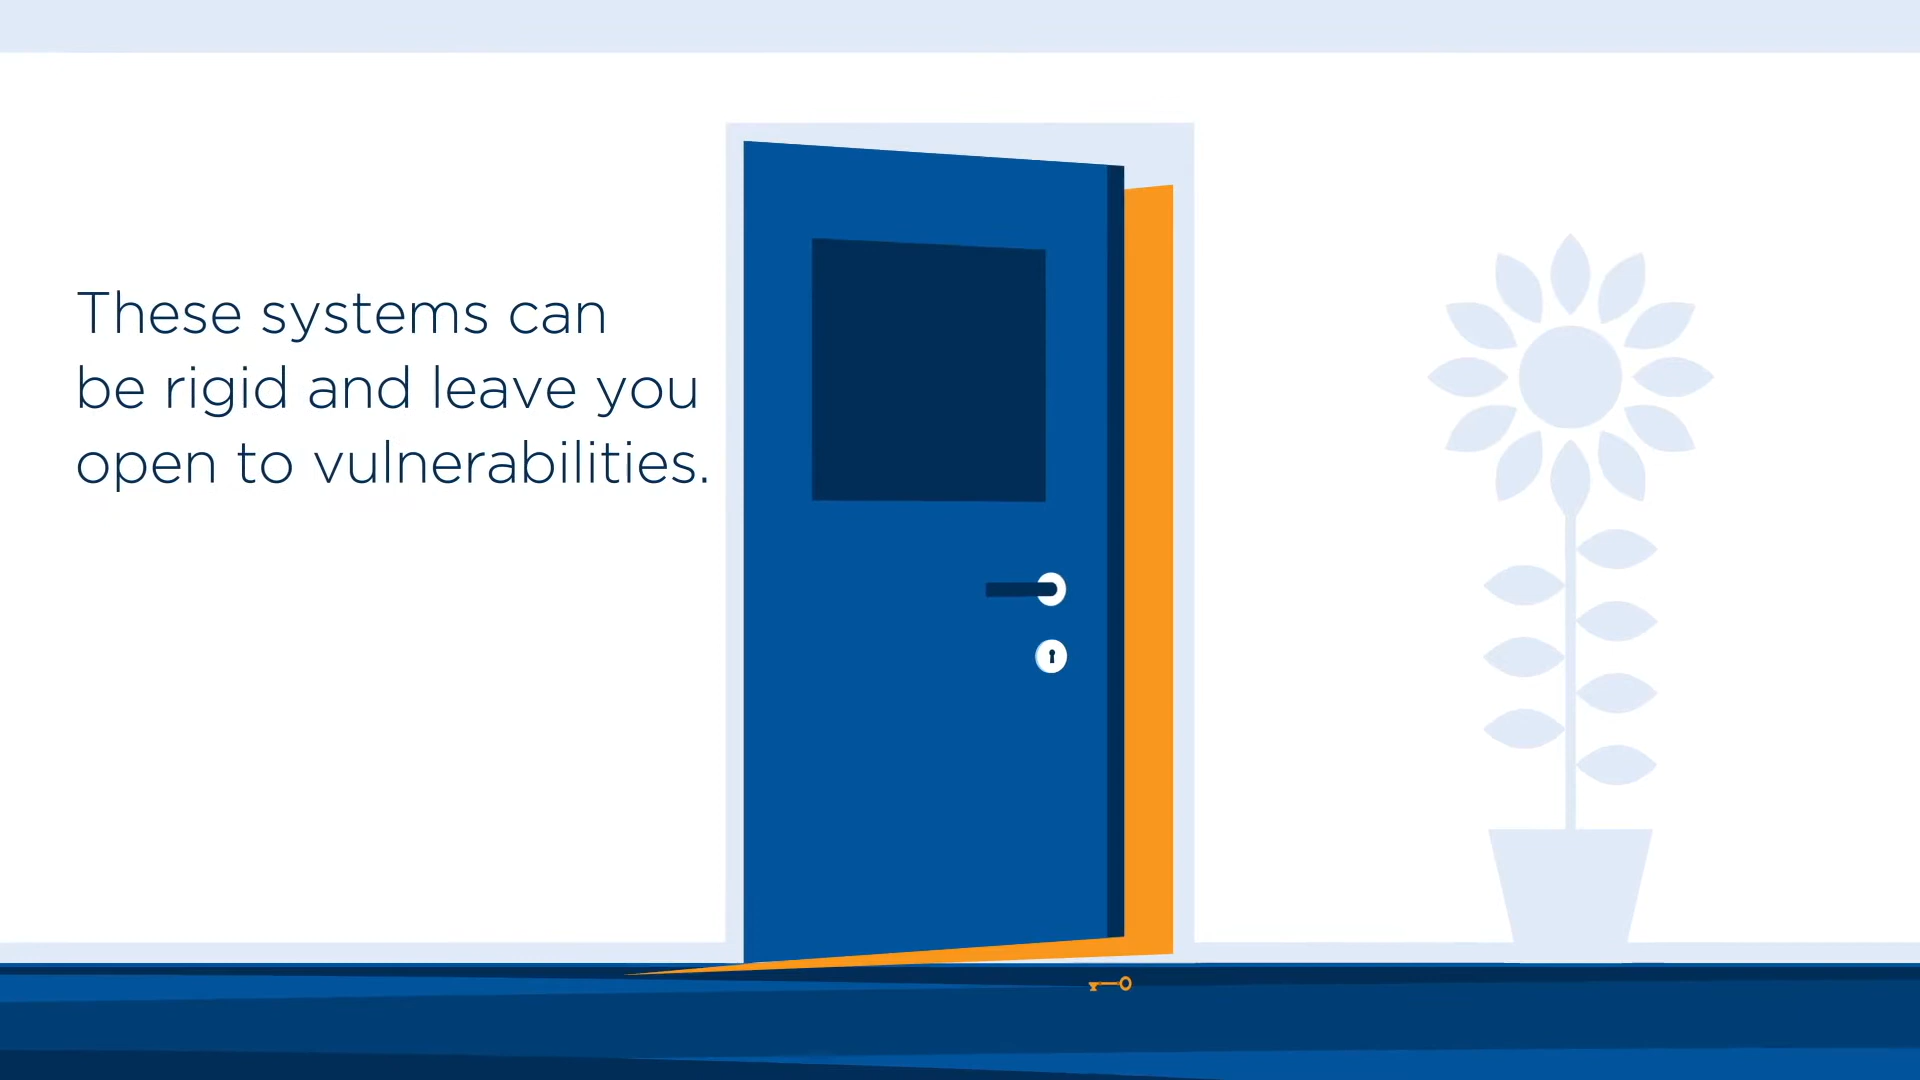 These systems can
be rigid and leave you
open to vulnerabilities.